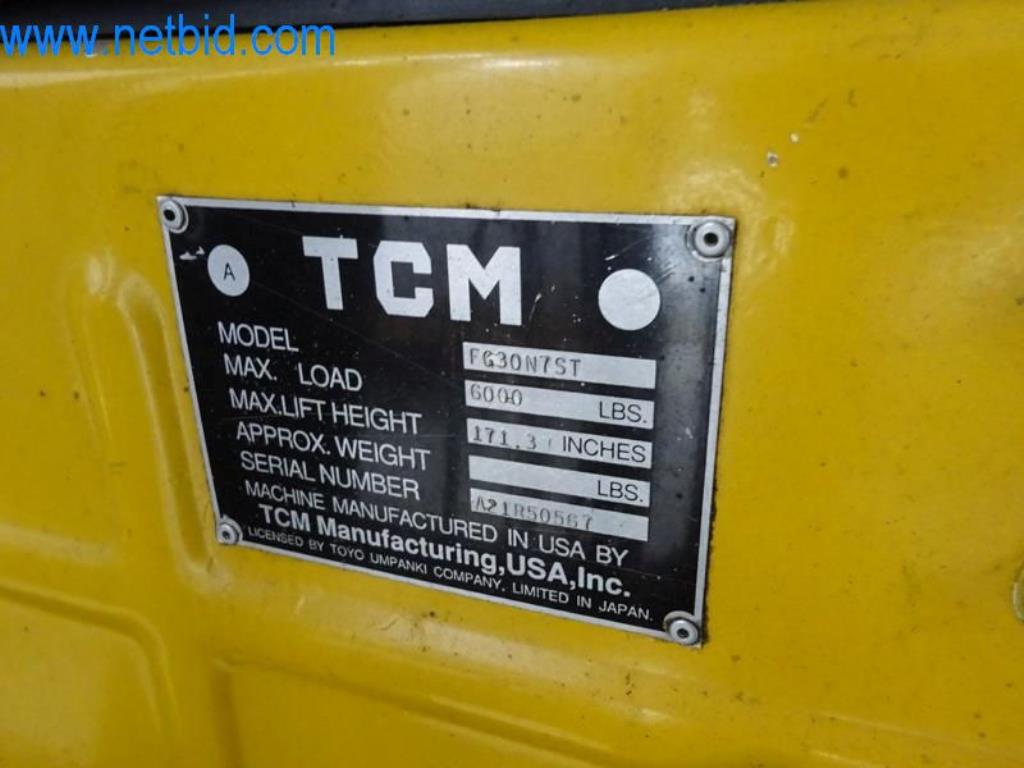 www.netbid.com
A TCM
MODEL FG30N7ST
MAX. LOAD 6000 LBS.
MAX.LIFT HEIGHT 171.3 INCHES
APPROX. WEIGHT LBS.
SERIAL NUMBER A21R50567
MACHINE MANUFACTURED IN USA BY
TCM Manufacturing,USA,Inc.
LICENSED BY TOYO UMPANKI COMPANY, LIMITED IN JAPAN.